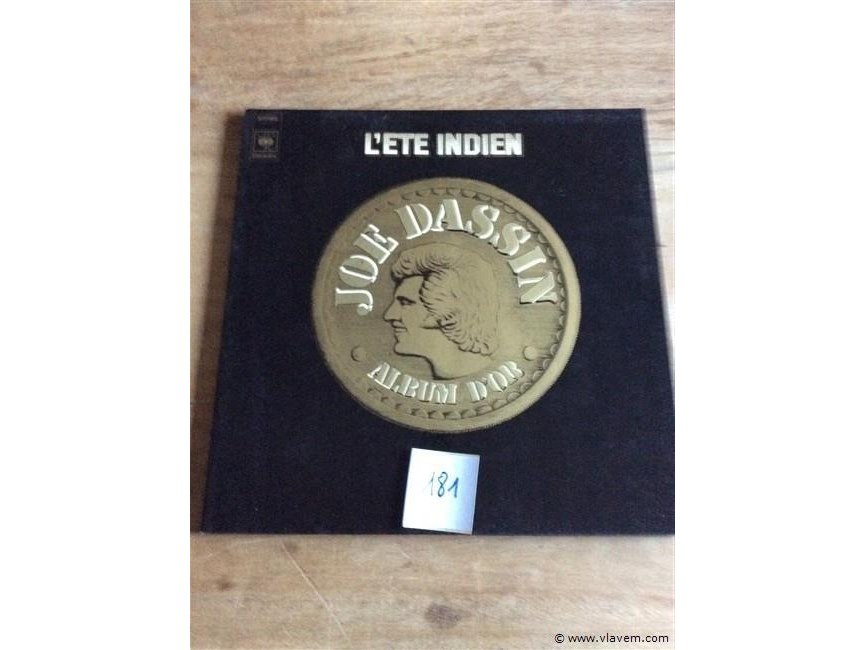 L'ETE INDIEN
JOE DASSIN
ALBUM D'OR
181
© www.vlavem.com